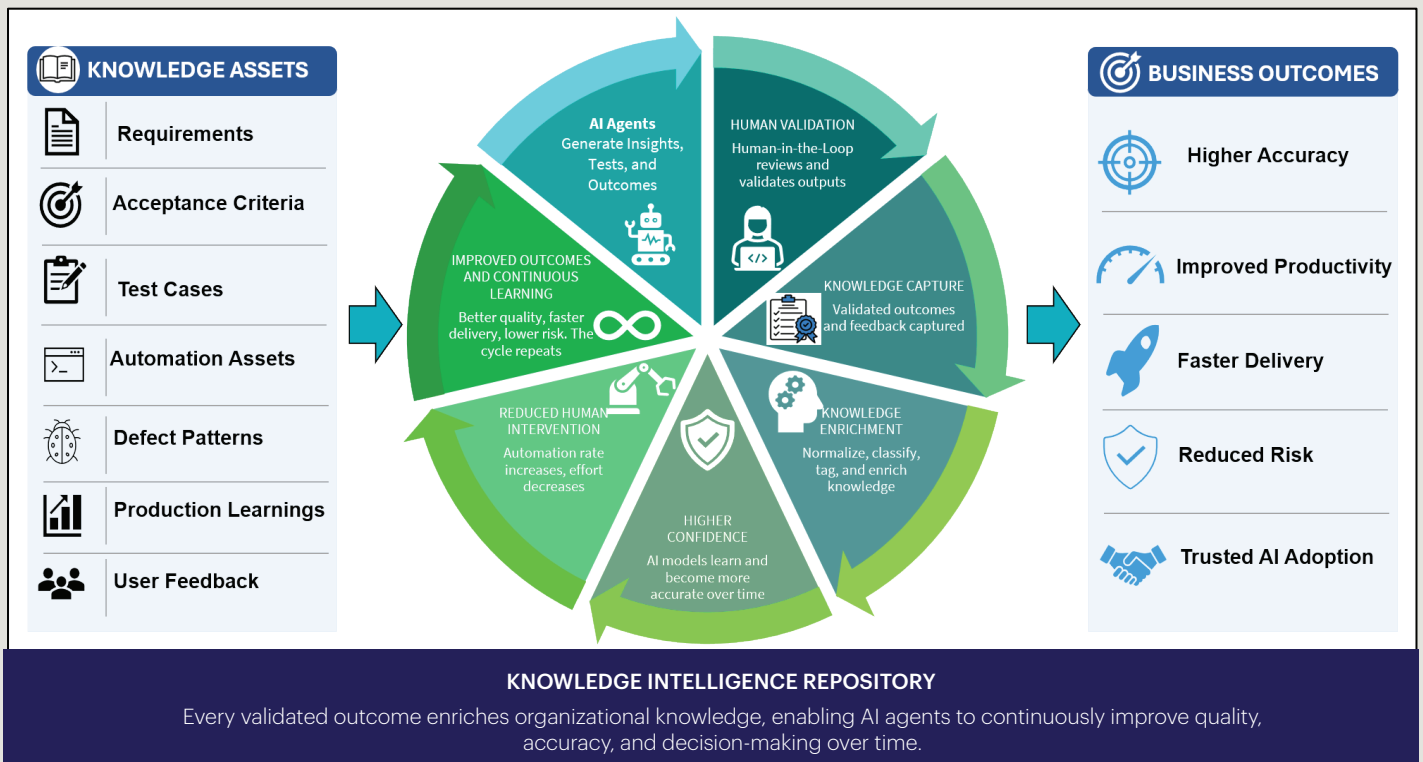 KNOWLEDGE ASSETS
Requirements
Acceptance Criteria
Test Cases
Automation Assets
Defect Patterns
Production Learnings
User Feedback
AI Agents
Generate Insights,
Tests, and
Outcomes
HUMAN VALIDATION
Human-in-the-Loop
reviews and
validates outputs
KNOWLEDGE CAPTURE
Validated outcomes
and feedback captured
KNOWLEDGE
ENRICHMENT
Normalize, classify,
tag, and enrich
knowledge
HIGHER
CONFIDENCE
AI models learn and
become more
accurate over time
REDUCED HUMAN
INTERVENTION
Automation rate
increases, effort
decreases
IMPROVED OUTCOMES
AND CONTINUOUS
LEARNING
Better quality, faster
delivery, lower risk. The
cycle repeats
BUSINESS OUTCOMES
Higher Accuracy
Improved Productivity
Faster Delivery
Reduced Risk
Trusted AI Adoption
KNOWLEDGE INTELLIGENCE REPOSITORY
Every validated outcome enriches organizational knowledge, enabling AI agents to continuously improve quality,
accuracy, and decision-making over time.